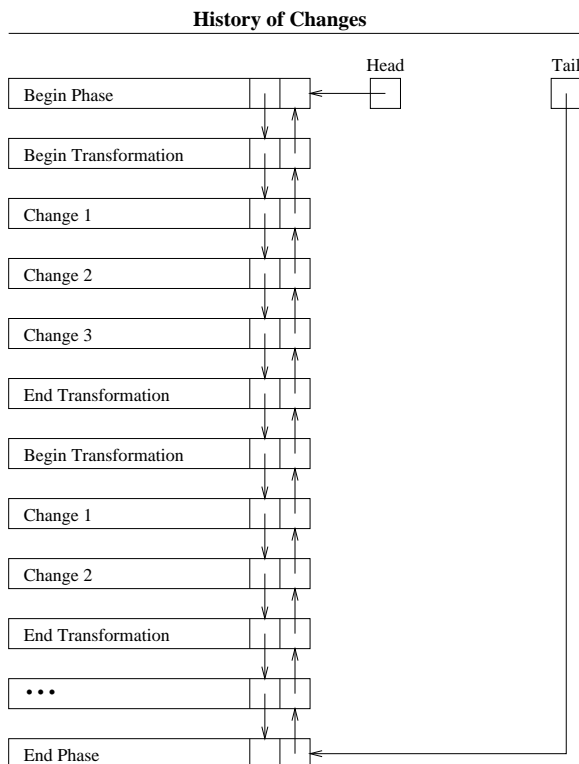 History of Changes
Head
Tail
Begin Phase
Begin Transformation
Change 1
Change 2
Change 3
End Transformation
Begin Transformation
Change 1
Change 2
End Transformation
•••
End Phase